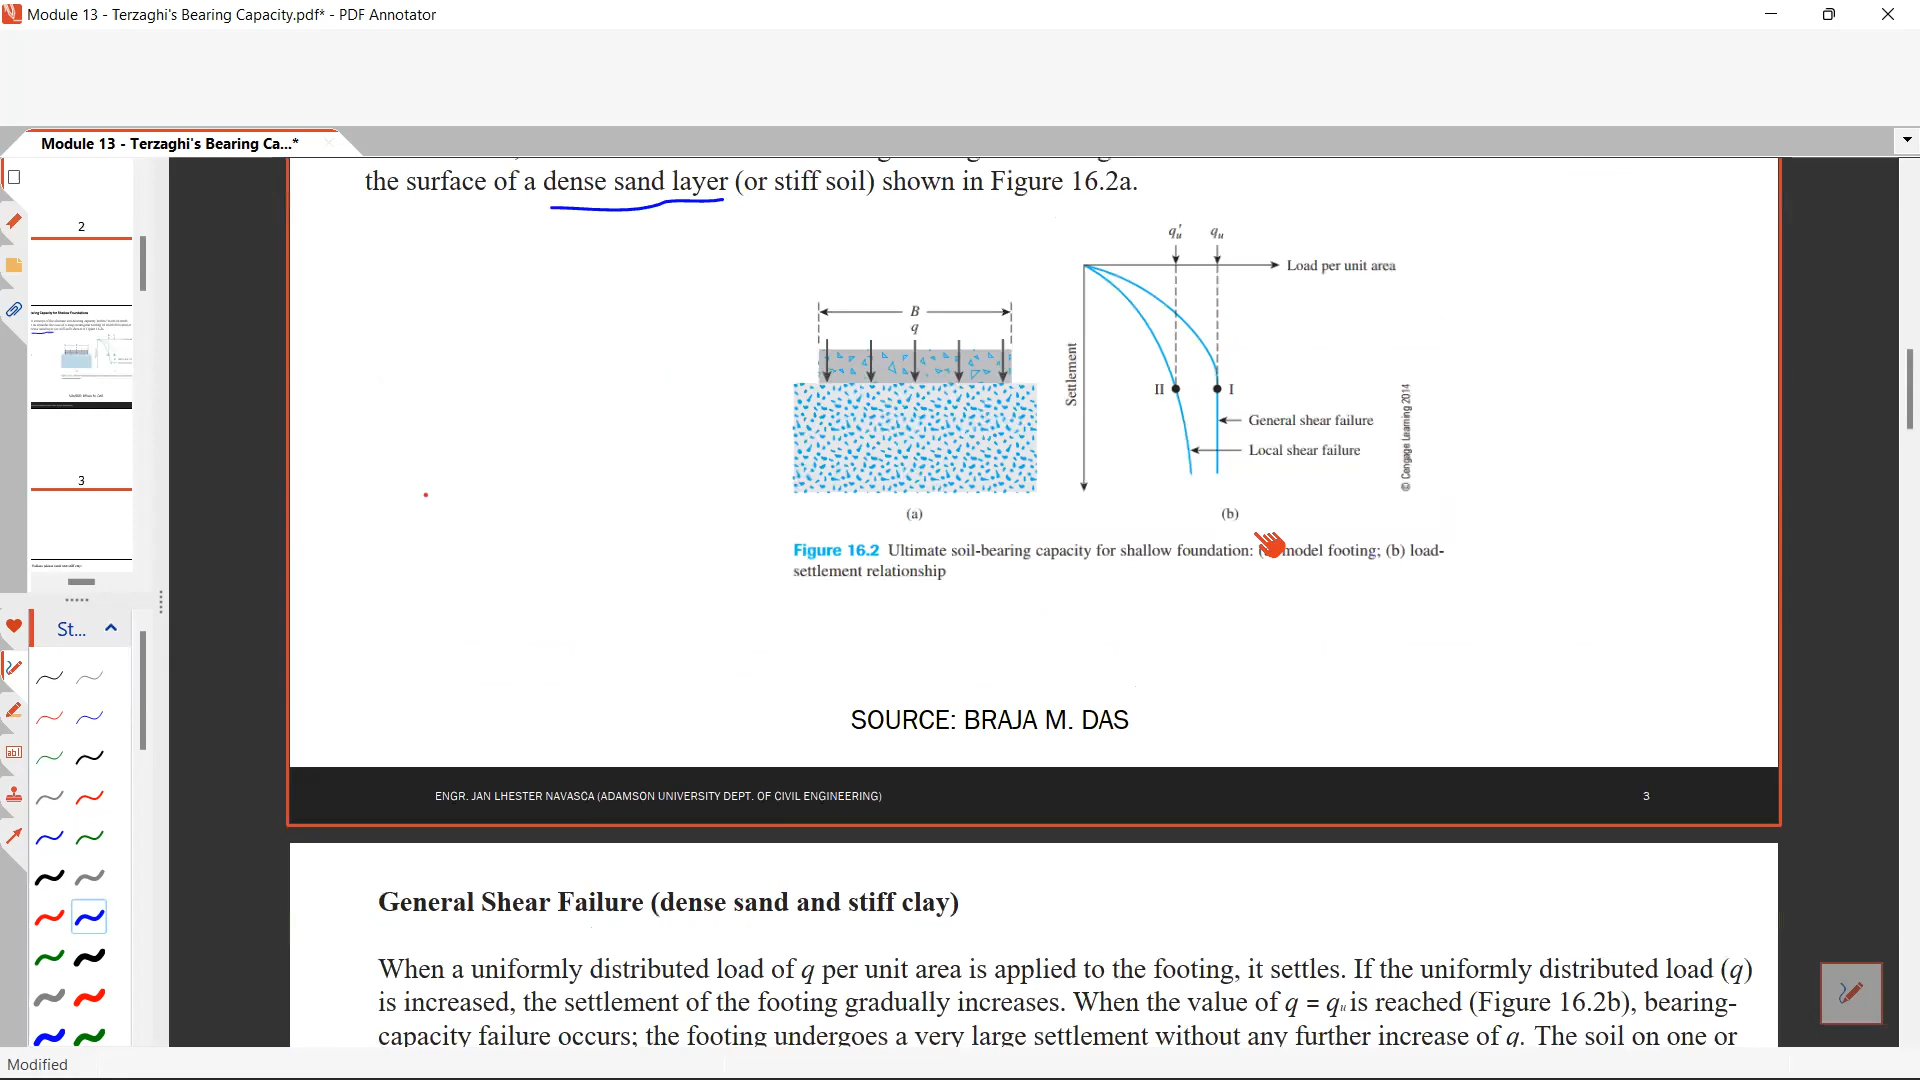 Module 13 - Terzaghi's Bearing Capacity.pdf* - PDF Annotator
Module 13 - Terzaghi's Bearing Ca...*
2
3
St...
the surface of a dense sand layer (or stiff soil) shown in Figure 16.2a.
B
q
(a)
q'u qu
Load per unit area
Settlement
II I
General shear failure
Local shear failure
(b)
© Cengage Learning 2014
Figure 16.2 Ultimate soil-bearing capacity for shallow foundation: model footing; (b) load-
settlement relationship
SOURCE: BRAJA M. DAS
ENGR. JAN LHESTER NAVASCA (ADAMSON UNIVERSITY DEPT. OF CIVIL ENGINEERING) 3
General Shear Failure (dense sand and stiff clay)
When a uniformly distributed load of q per unit area is applied to the footing, it settles. If the uniformly distributed load (q)
is increased, the settlement of the footing gradually increases. When the value of q = qu is reached (Figure 16.2b), bearing-
capacity failure occurs; the footing undergoes a very large settlement without any further increase of q. The soil on one or
Modified